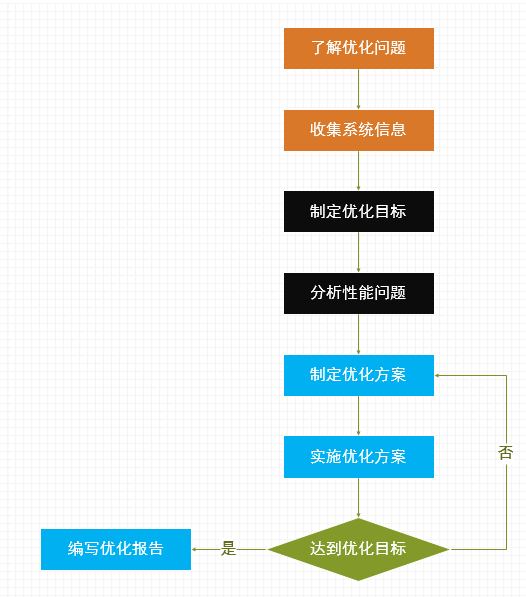 了解优化问题
收集系统信息
制定优化目标
分析性能问题
制定优化方案
实施优化方案
否
达到优化目标
是
编写优化报告